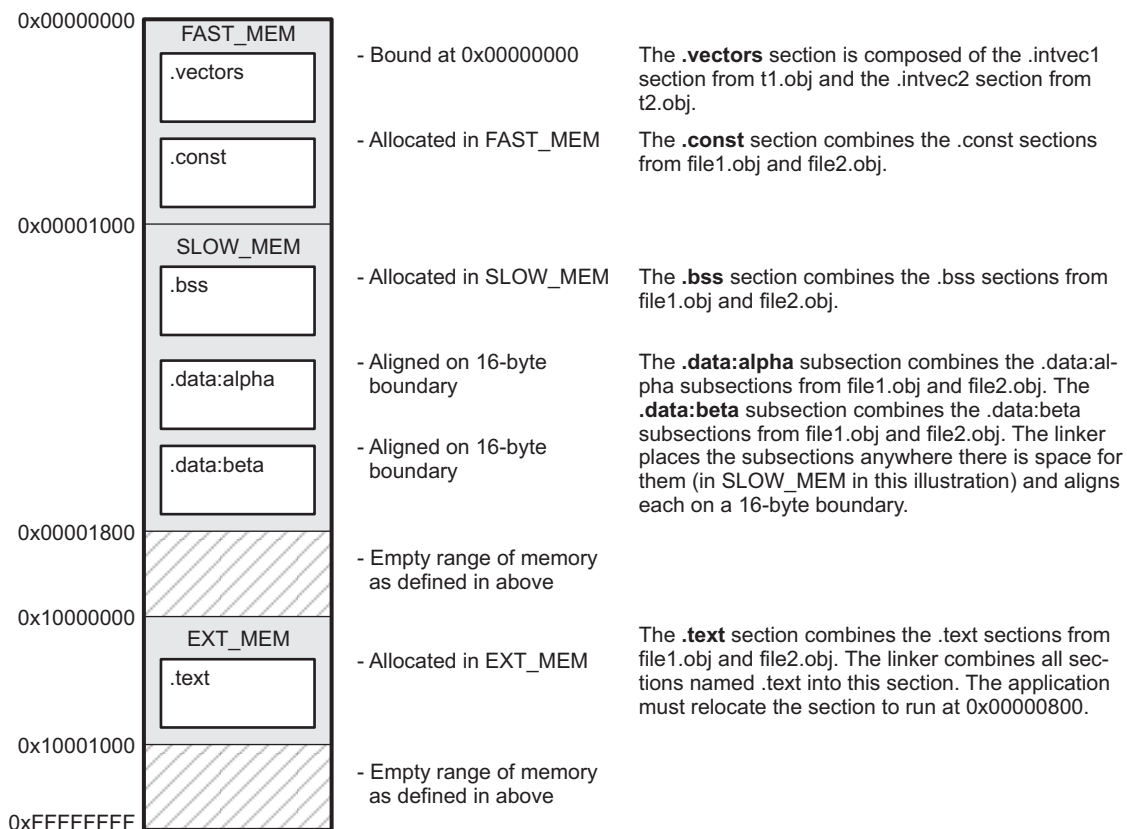 0x00000000
FAST_MEM
.vectors
- Bound at 0x00000000
The .vectors section is composed of the .intvec1
section from t1.obj and the .intvec2 section from
t2.obj.
.const
- Allocated in FAST_MEM
The .const section combines the .const sections
from file1.obj and file2.obj.
0x00001000
SLOW_MEM
.bss
- Allocated in SLOW_MEM
The .bss section combines the .bss sections from
file1.obj and file2.obj.
.data:alpha
- Aligned on 16-byte
boundary
The .data:alpha subsection combines the .data:al-
pha subsections from file1.obj and file2.obj. The
.data:beta subsection combines the .data:beta
subsections from file1.obj and file2.obj. The linker
places the subsections anywhere there is space for
them (in SLOW_MEM in this illustration) and aligns
each on a 16-byte boundary.
.data:beta
- Aligned on 16-byte
boundary
0x00001800
- Empty range of memory
as defined in above
0x10000000
EXT_MEM
.text
- Allocated in EXT_MEM
The .text section combines the .text sections from
file1.obj and file2.obj. The linker combines all sec-
tions named .text into this section. The application
must relocate the section to run at 0x00000800.
0x10001000
- Empty range of memory
as defined in above
0xFFFFFFFF